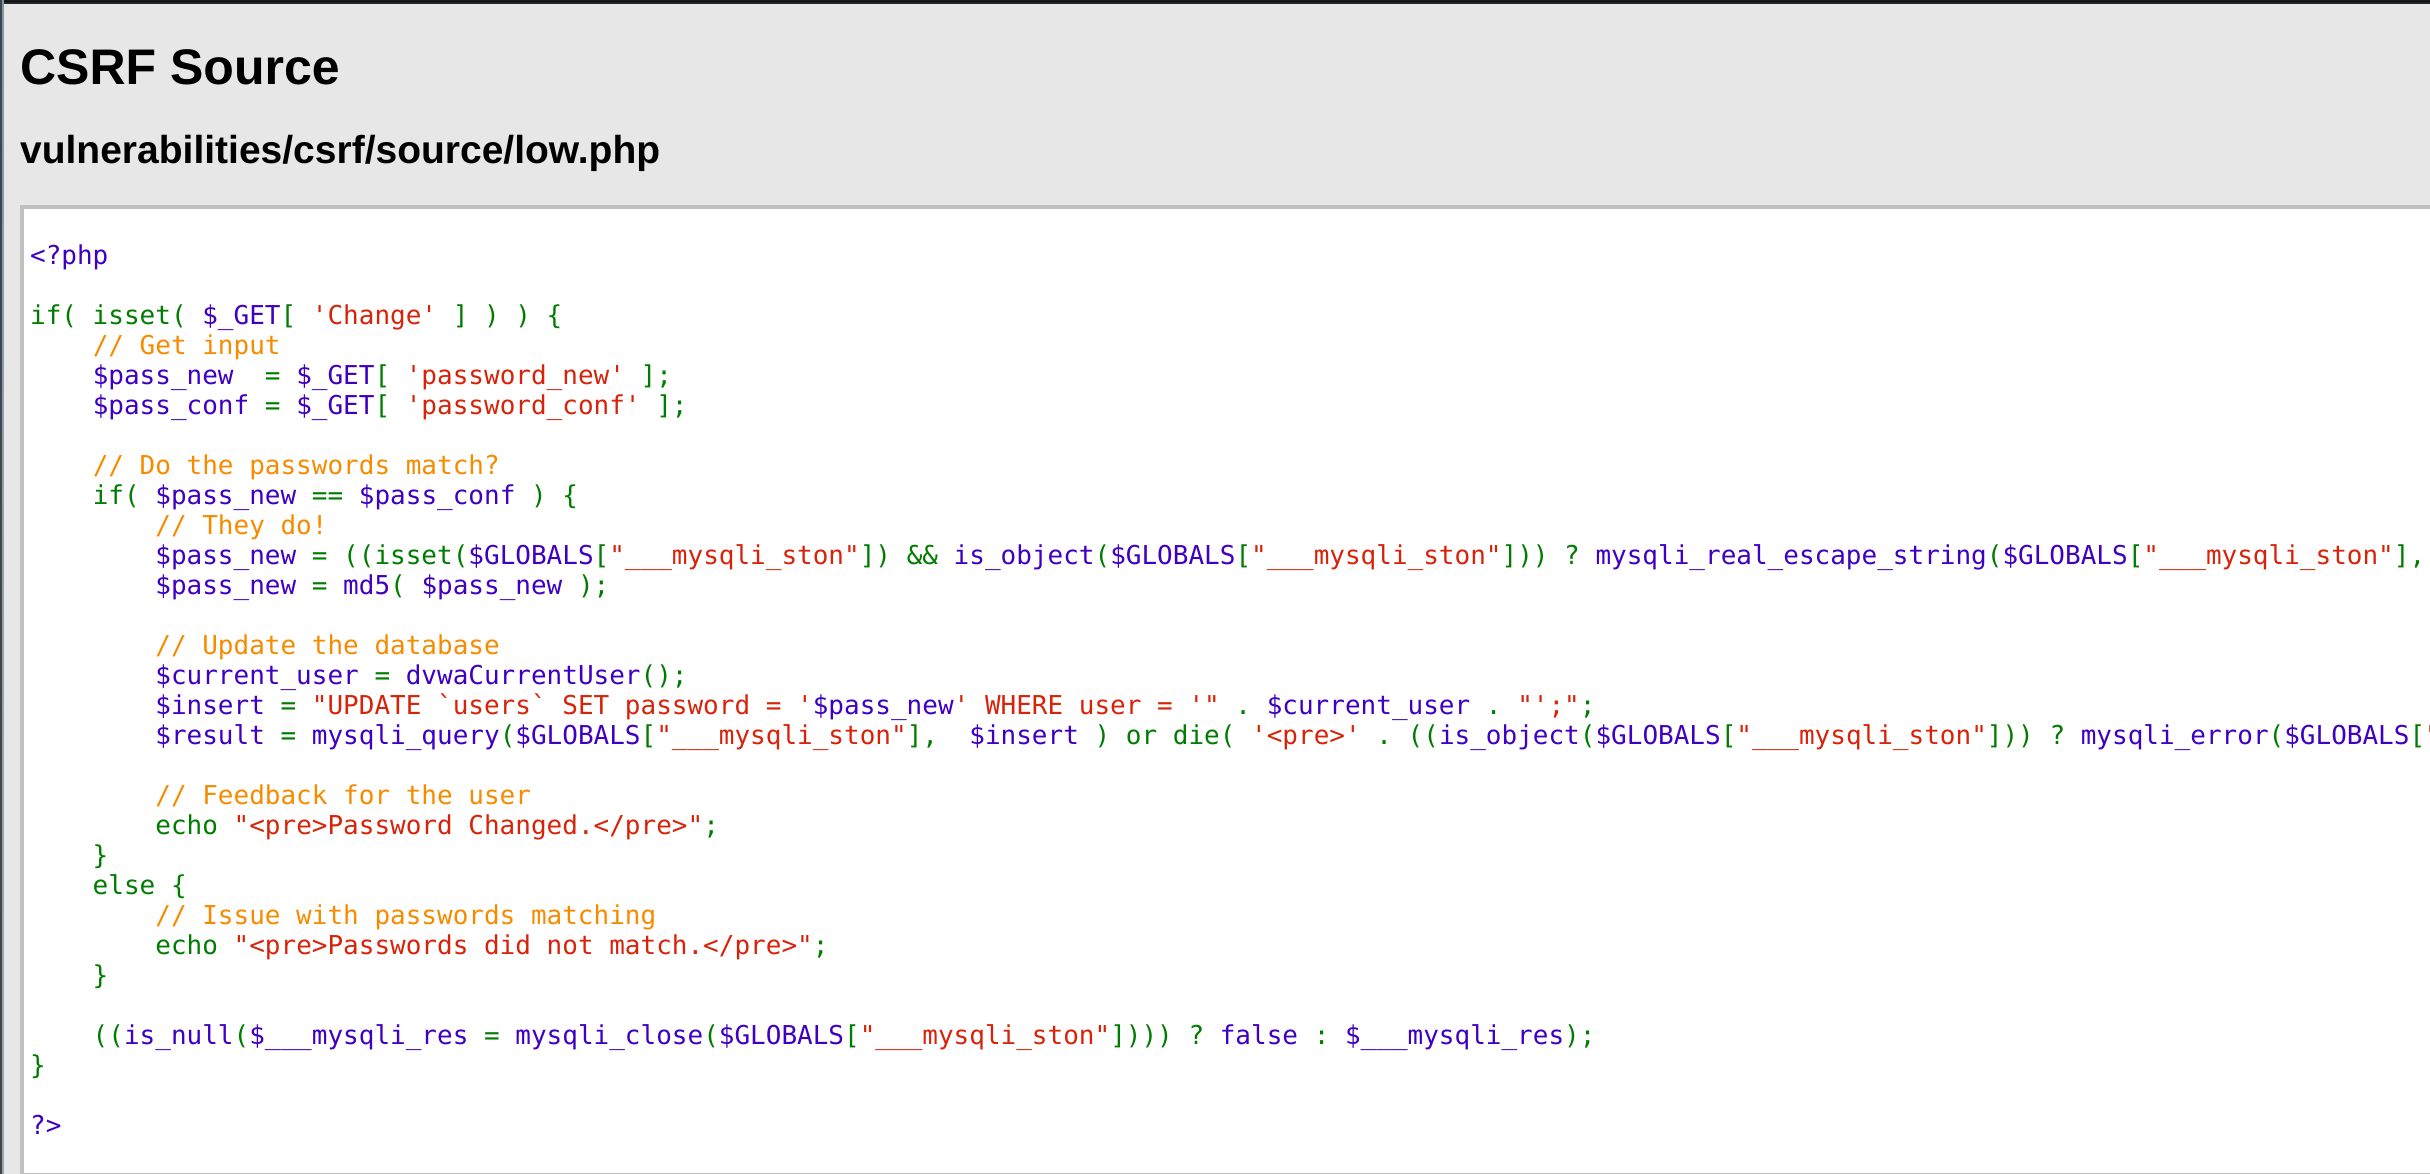 CSRF Source
vulnerabilities/csrf/source/low.php
<?php
if( isset( $_GET[ 'Change' ] ) ) {
    // Get input
    $pass_new  = $_GET[ 'password_new' ];
    $pass_conf = $_GET[ 'password_conf' ];
    // Do the passwords match?
    if( $pass_new == $pass_conf ) {
        // They do!
        $pass_new = ((isset($GLOBALS["___mysqli_ston"]) && is_object($GLOBALS["___mysqli_ston"])) ? mysqli_real_escape_string($GLOBALS["___mysqli_ston"],
        $pass_new = md5( $pass_new );
        // Update the database
        $current_user = dvwaCurrentUser();
        $insert = "UPDATE `users` SET password = '$pass_new' WHERE user = '" . $current_user . "';";
        $result = mysqli_query($GLOBALS["___mysqli_ston"],  $insert ) or die( '<pre>' . ((is_object($GLOBALS["___mysqli_ston"])) ? mysqli_error($GLOBALS["
        // Feedback for the user
        echo "<pre>Password Changed.</pre>";
    }
    else {
        // Issue with passwords matching
        echo "<pre>Passwords did not match.</pre>";
    }
    ((is_null($___mysqli_res = mysqli_close($GLOBALS["___mysqli_ston"]))) ? false : $___mysqli_res);
}
?>